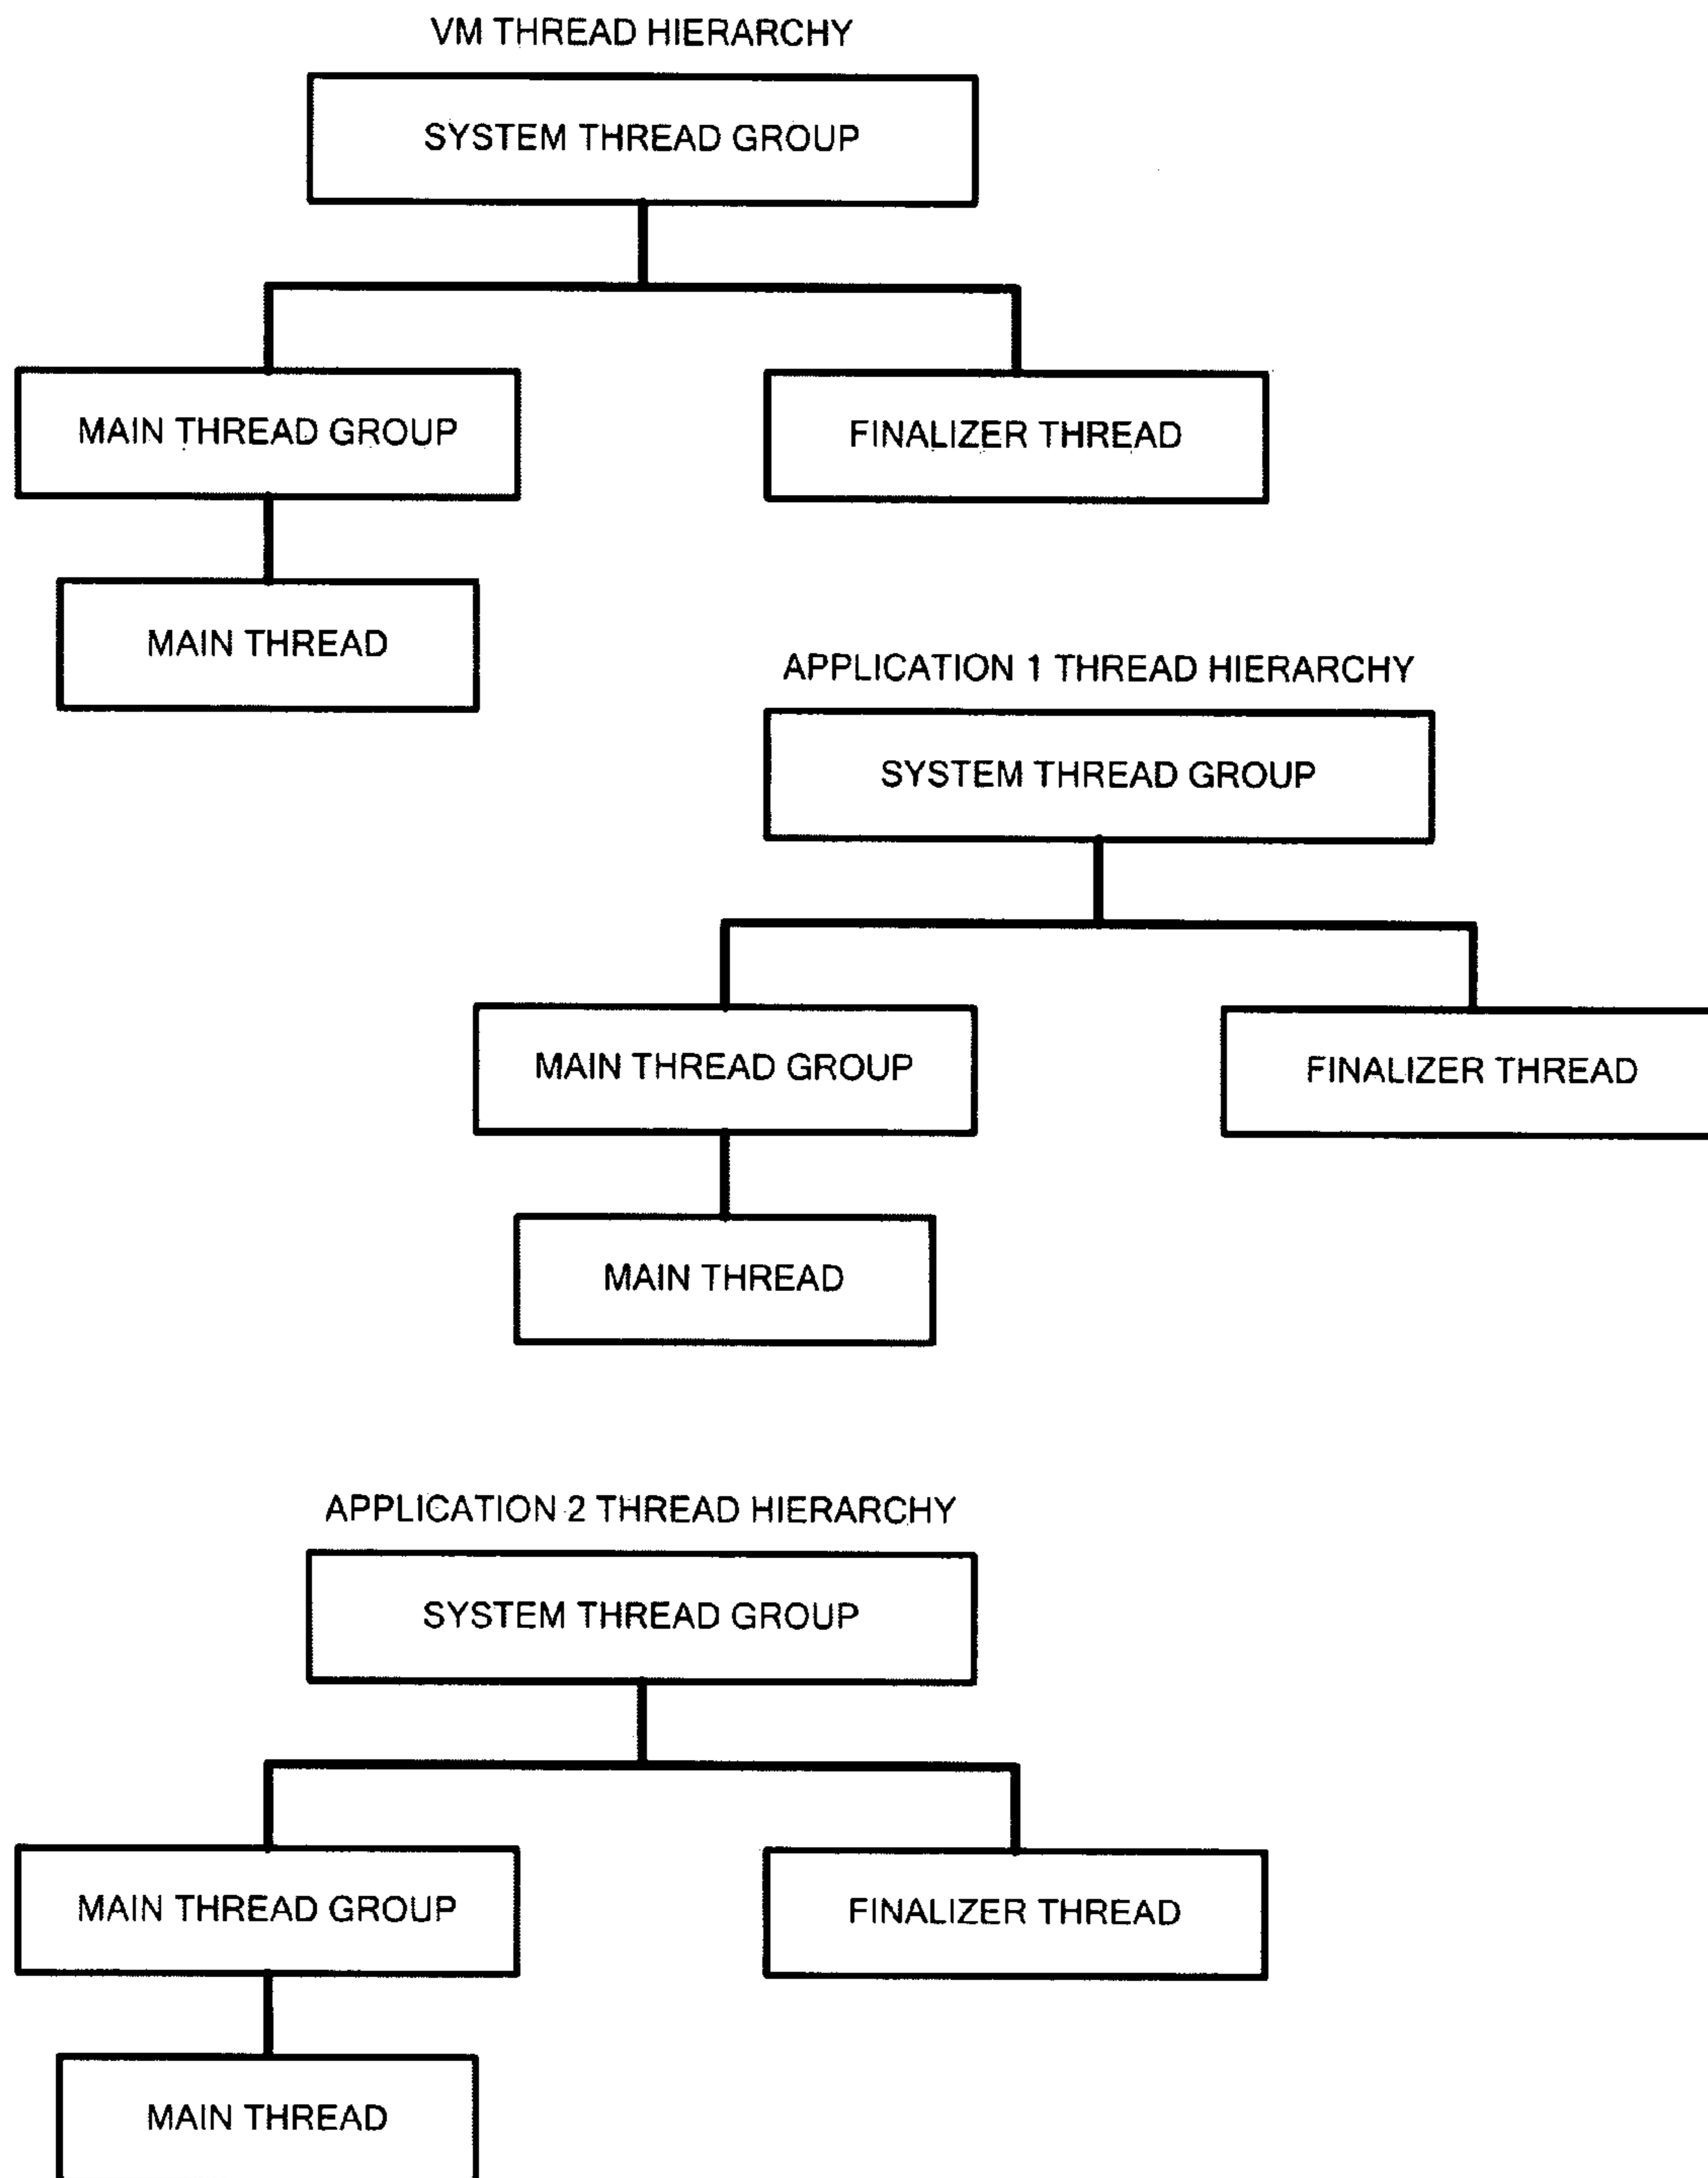 VM THREAD HIERARCHY
SYSTEM THREAD GROUP
MAIN THREAD GROUP
FINALIZER THREAD
MAIN THREAD
APPLICATION 1 THREAD HIERARCHY
SYSTEM THREAD GROUP
MAIN THREAD GROUP
FINALIZER THREAD
MAIN THREAD
APPLICATION 2 THREAD HIERARCHY
SYSTEM THREAD GROUP
MAIN THREAD GROUP
FINALIZER THREAD
MAIN THREAD